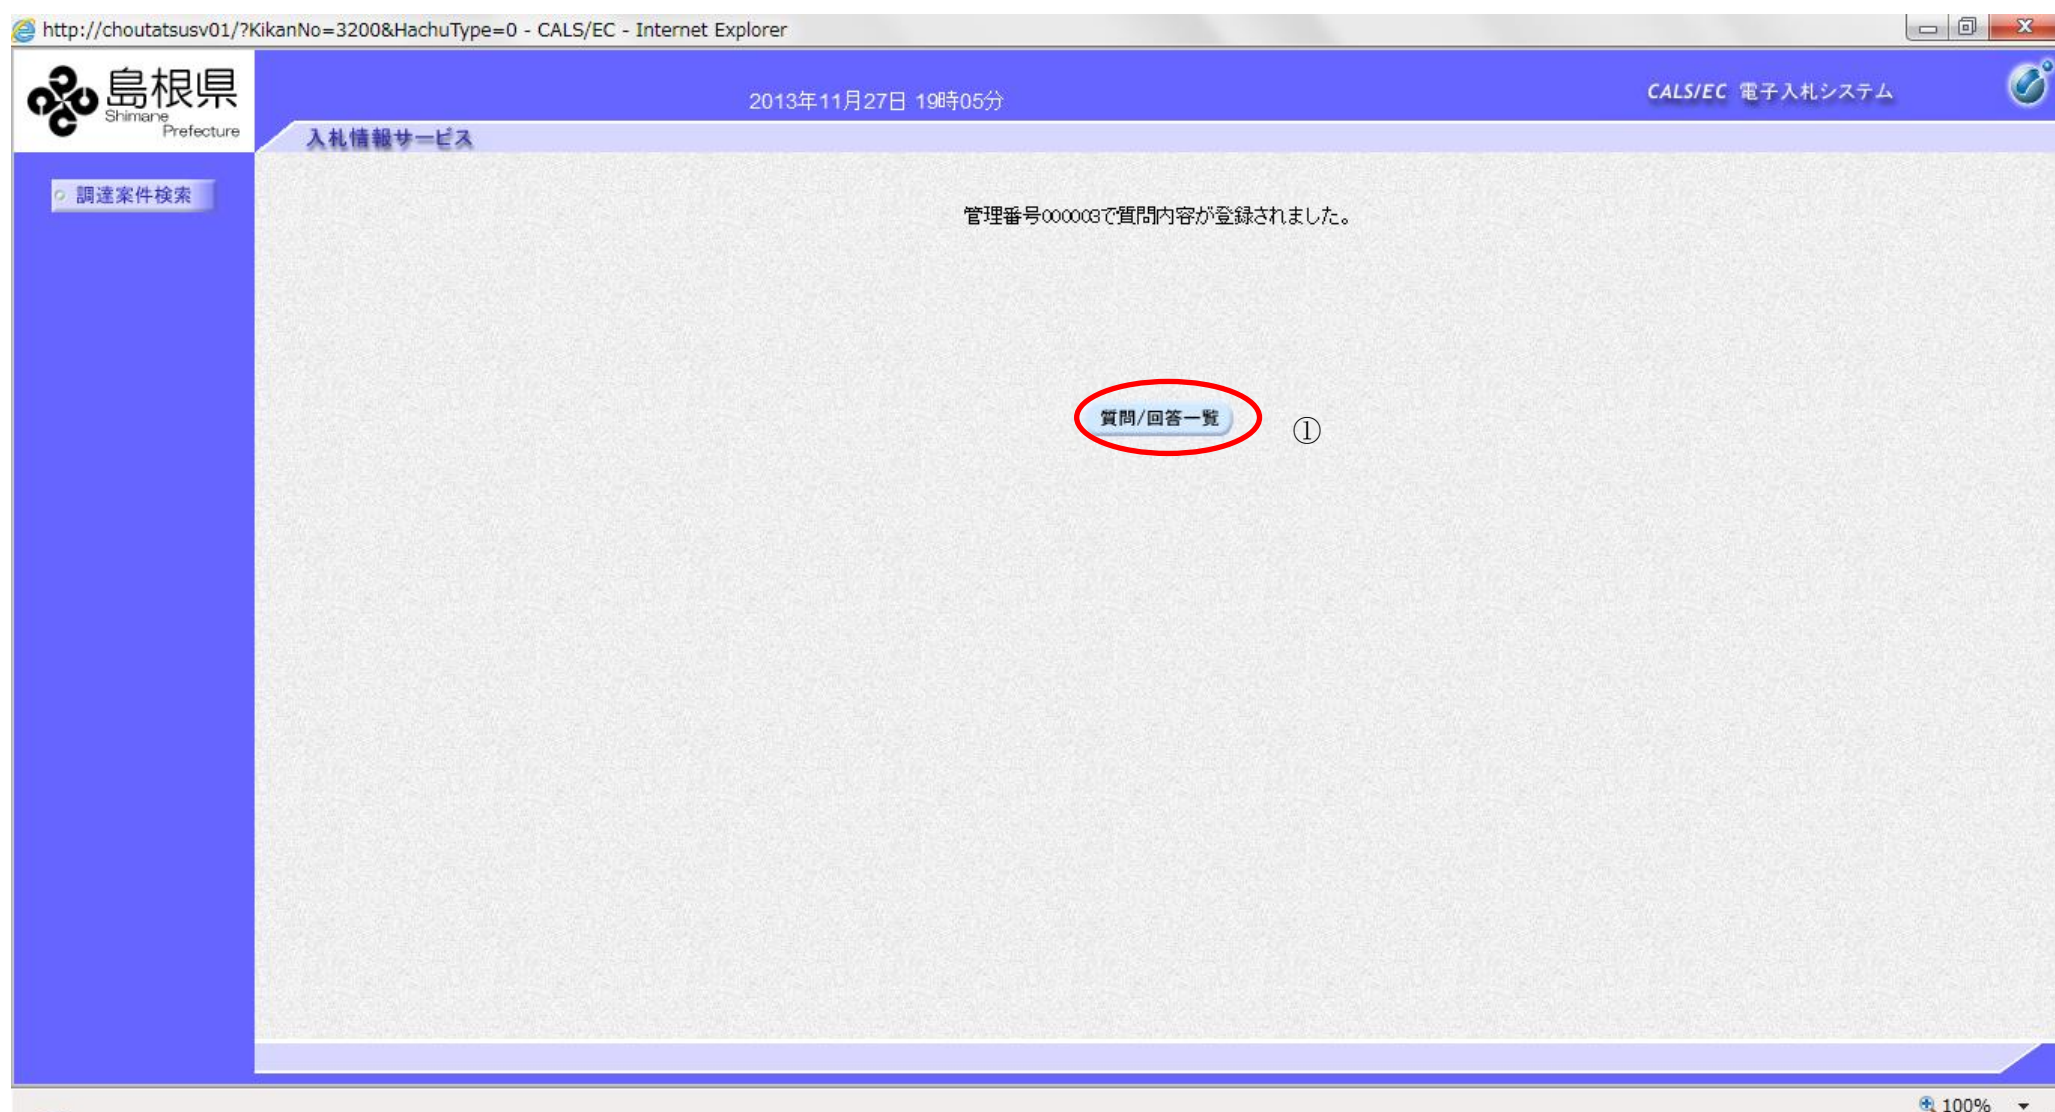 http://choutatsusv01/?KikanNo=3200&HachuType=0 - CALS/EC - Internet Explorer
島根県
Shimane
Prefecture
2013年11月27日 19時05分
CALS/EC 電子入札システム
入札情報サービス
調達案件検索
管理番号000003で質問内容が登録されました。
質問/回答一覧
①
100%